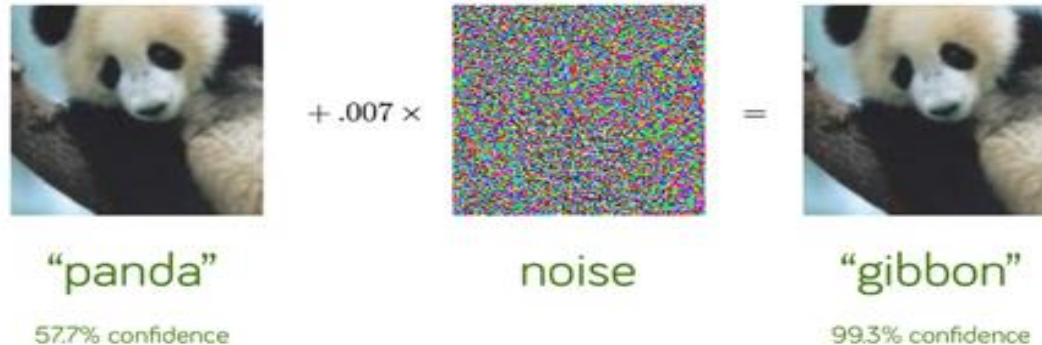 + .007 ×
=
“panda”
noise
“gibbon”
57.7% confidence
99.3% confidence